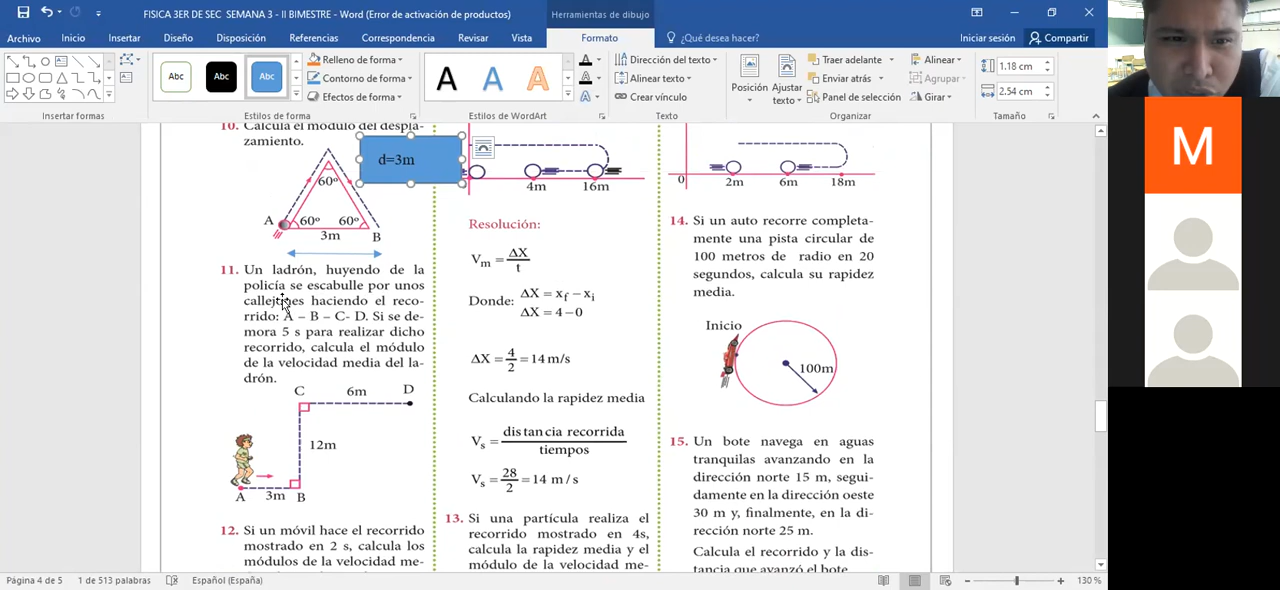 FISICA 3ER DE SEC SEMANA 3 - II BIMESTRE - Word (Error de activación de productos)
Herramientas de dibujo
Archivo
Inicio
Insertar
Diseño
Disposición
Referencias
Correspondencia
Revisar
Vista
Formato
¿Qué desea hacer?
Iniciar sesión
Compartir
Abc
Abc
Abc
Relleno de forma
Contorno de forma
Efectos de forma
A
A
A
Dirección del texto
Alinear texto
Crear vínculo
Posición
Ajustar
texto
Traer adelante
Enviar atrás
Panel de selección
Alinear
Agrupar
Girar
1.18 cm
2.54 cm
Insertar formas
Estilos de forma
Estilos de WordArt
Texto
Organizar
Tamaño
10. Calcula el módulo del despla-
zamiento.
d=3m
60º
A
60º
60º
3m
B
11. Un ladrón, huyendo de la
policía se escabulle por unos
callejones haciendo el reco-
rrido: A – B – C- D. Si se de-
mora 5 s para realizar dicho
recorrido, calcula el módulo
de la velocidad media del la-
drón.
C
6m
D
12m
A
3m
B
12. Si un móvil hace el recorrido
mostrado en 2 s, calcula los
módulos de la velocidad me-
4m
16m
Resolución:
Vm = ΔX/t
Donde: ΔX = xf – xi
ΔX = 4 – 0
ΔX = 4/2 = 14 m/s
Calculando la rapidez media
Vs = distancia recorrida/tiempos
Vs = 28/2 = 14 m / s
13. Si una partícula realiza el
recorrido mostrado en 4s,
calcula la rapidez media y el
módulo de la velocidad me-
0
2m
6m
18m
14. Si un auto recorre completa-
mente una pista circular de
100 metros de radio en 20
segundos, calcula su rapidez
media.
Inicio
100m
15. Un bote navega en aguas
tranquilas avanzando en la
dirección norte 15 m, segui-
damente en la dirección oeste
30 m y, finalmente, en la di-
rección norte 25 m.
Calcula el recorrido y la dis-
tancia que avanzó el bote
M
Página 4 de 5
1 de 513 palabras
Español (España)
130 %